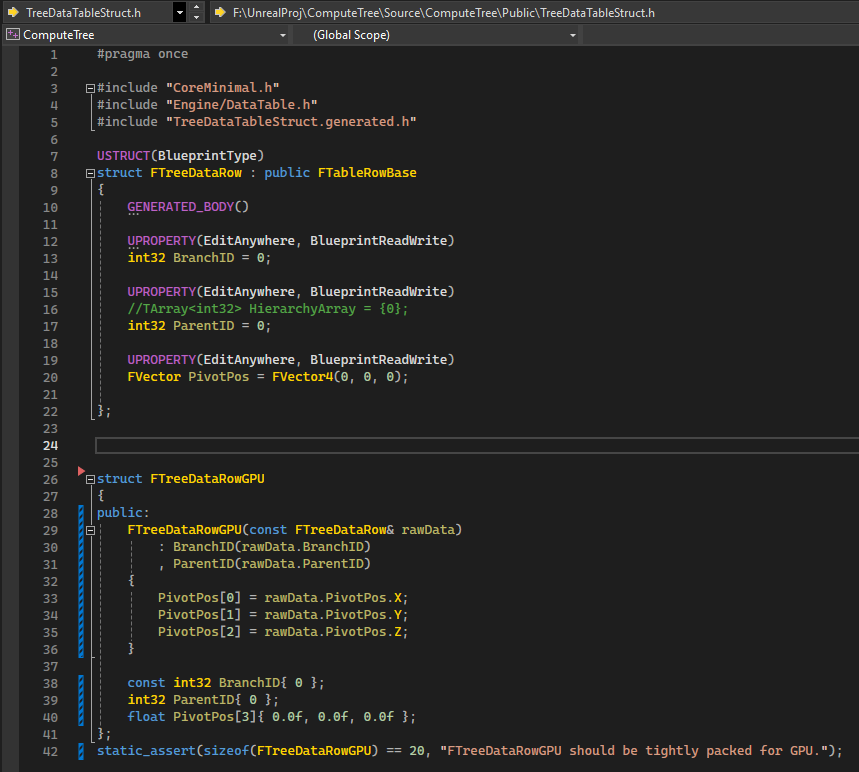 TreeDataTableStruct.h
F:\UnrealProj\ComputeTree\Source\ComputeTree\Public\TreeDataTableStruct.h
ComputeTree
(Global Scope)
1 #pragma once
2
3 #include "CoreMinimal.h"
4 #include "Engine/DataTable.h"
5 #include "TreeDataTableStruct.generated.h"
6
7 USTRUCT(BlueprintType)
8 struct FTreeDataRow : public FTableRowBase
9 {
10 GENERATED_BODY()
11
12 UPROPERTY(EditAnywhere, BlueprintReadWrite)
13 int32 BranchID = 0;
14
15 UPROPERTY(EditAnywhere, BlueprintReadWrite)
16 //TArray<int32> HierarchyArray = {0};
17 int32 ParentID = 0;
18
19 UPROPERTY(EditAnywhere, BlueprintReadWrite)
20 FVector PivotPos = FVector4(0, 0, 0);
21
22 };
23
24
25
26 struct FTreeDataRowGPU
27 {
28 public:
29 FTreeDataRowGPU(const FTreeDataRow& rawData)
30 : BranchID(rawData.BranchID)
31 , ParentID(rawData.ParentID)
32 {
33 PivotPos[0] = rawData.PivotPos.X;
34 PivotPos[1] = rawData.PivotPos.Y;
35 PivotPos[2] = rawData.PivotPos.Z;
36 }
37
38 const int32 BranchID{ 0 };
39 int32 ParentID{ 0 };
40 float PivotPos[3]{ 0.0f, 0.0f, 0.0f };
41 };
42 static_assert(sizeof(FTreeDataRowGPU) == 20, "FTreeDataRowGPU should be tightly packed for GPU.");